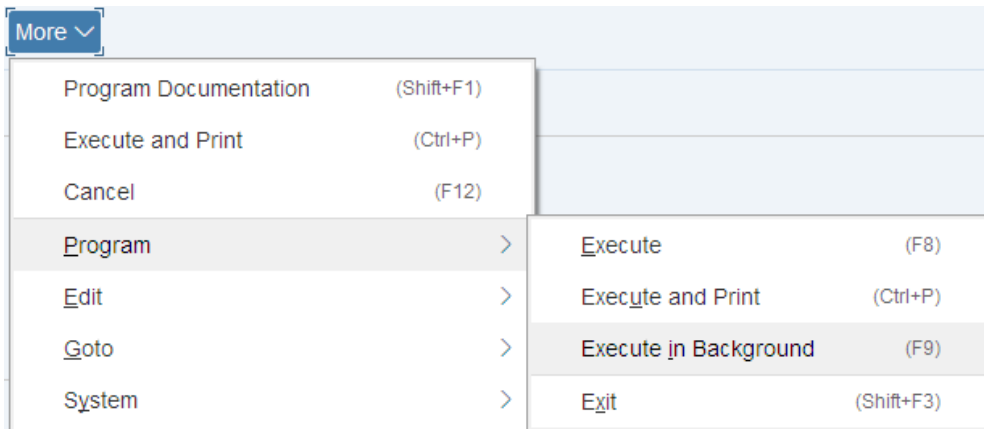 More
Program Documentation (Shift+F1)
Execute and Print (Ctrl+P)
Cancel (F12)
Program
Edit
Goto
System
Execute (F8)
Execute and Print (Ctrl+P)
Execute in Background (F9)
Exit (Shift+F3)